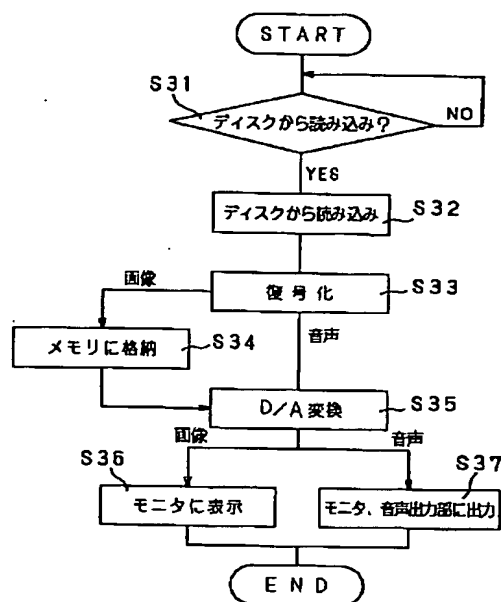 START
S31
ディスクから読み込み?
NO
YES
ディスクから読み込み
S32
画像
復号化
S33
メモリに格納
S34
音声
D/A変換
S35
画像
音声
S36
S37
モニタに表示
モニタ、音声出力部に出力
END